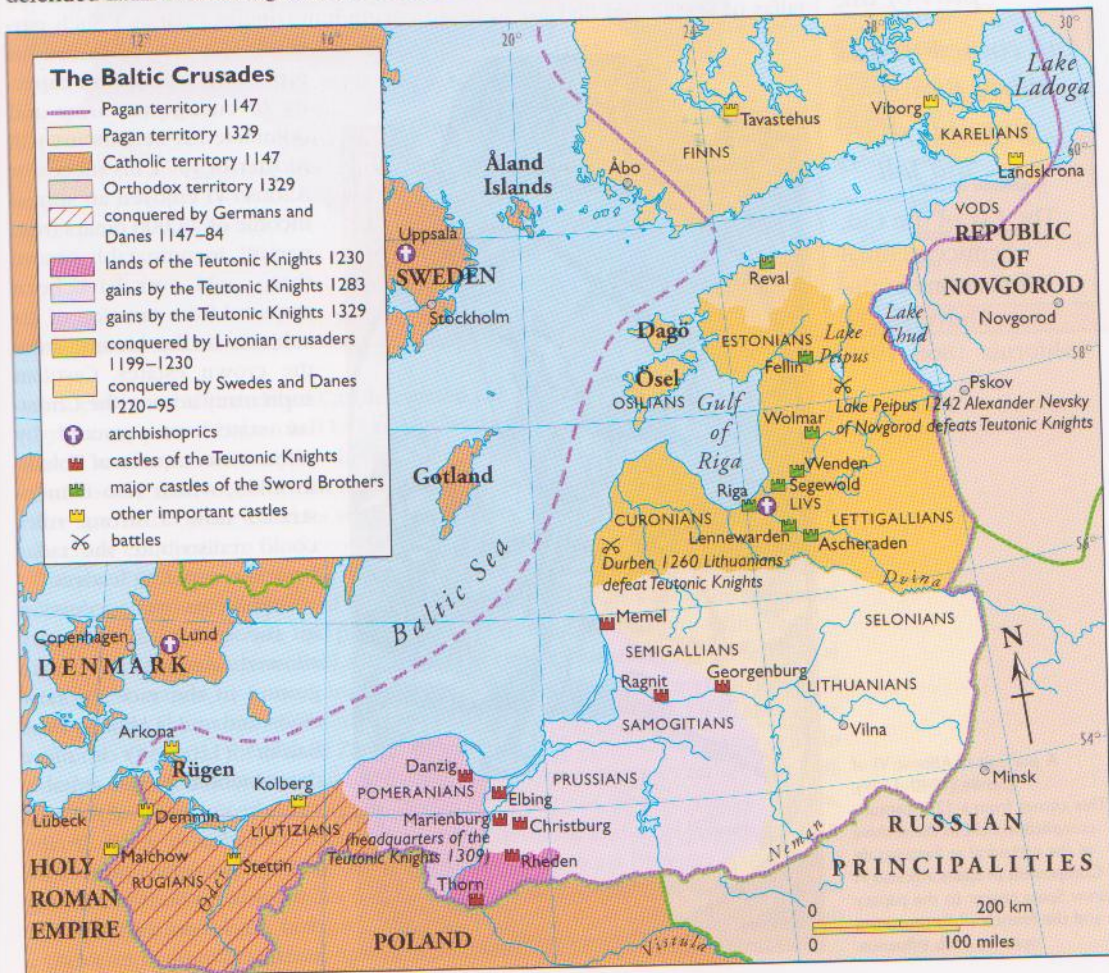 The Baltic Crusades
Pagan territory 1147
Pagan territory 1329
Catholic territory 1147
Orthodox territory 1329
conquered by Germans and
Danes 1147–84
lands of the Teutonic Knights 1230
gains by the Teutonic Knights 1283
gains by the Teutonic Knights 1329
conquered by Livonian crusaders
1199–1230
conquered by Swedes and Danes
1220–95
archbishoprics
castles of the Teutonic Knights
major castles of the Sword Brothers
other important castles
battles
12°
16°
20°
24°
28°
30°
Lake
Ladoga
Viborg
Tavastehus
KARELIANS
FINNS
60°
Landskrona
Åland
Islands
Åbo
VODS
REPUBLIC
OF
NOVGOROD
Uppsala
SWEDEN
Reval
Stockholm
Novgorod
Dagö
ESTONIANS
Lake
Peipus
Lake
Chud
58°
Fellin
Ösel
OSILIANS
Pskov
Lake Peipus 1242 Alexander Nevsky
of Novgorod defeats Teutonic Knights
Gulf
of
Riga
Wolmar
Wenden
Segewold
Gotland
Riga
LIVS
CURONIANS
LETTIGALLIANS
Lennewarden
Ascheraden
56°
Durben 1260 Lithuanians
defeat Teutonic Knights
Dvina
Baltic Sea
Memel
SELONIANS
Copenhagen
Lund
DENMARK
SEMIGALLIANS
N
Ragnit
Georgenburg
LITHUANIANS
SAMOGITIANS
Vilna
54°
Arkona
Rügen
Kolberg
Danzig
POMERANIANS
PRUSSIANS
Minsk
Elbing
Lübeck
Demmin
LIUTIZIANS
Marienburg
(headquarters of the
Teutonic Knights 1309)
Christburg
Neman
RUSSIAN
PRINCIPALITIES
Malchow
Stettin
Rheden
HOLY
ROMAN
EMPIRE
RUGIANS
Oder
Thorn
0
200 km
0
100 miles
POLAND
Vistula